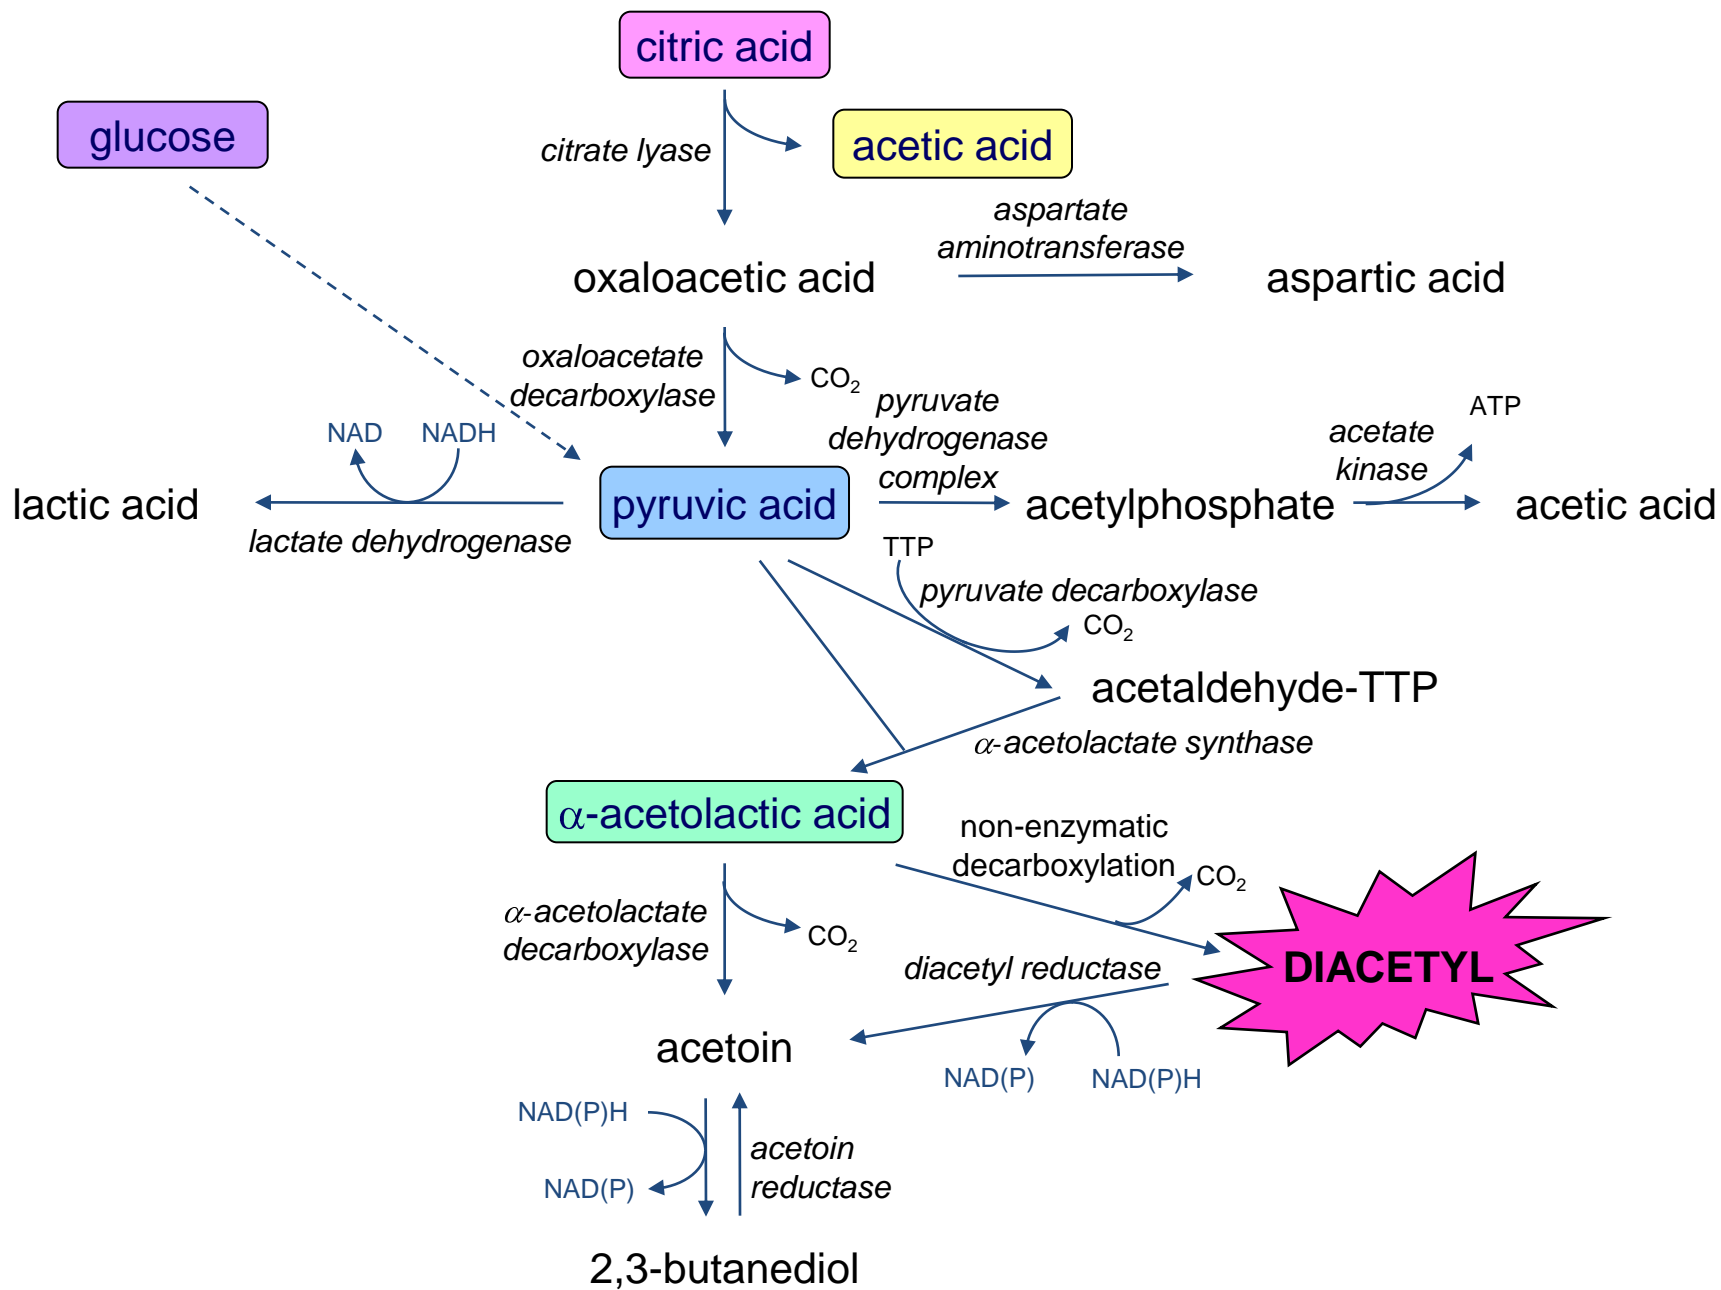 citric acid
glucose
citrate lyase
acetic acid
aspartate
aminotransferase
oxaloacetic acid
aspartic acid
oxaloacetate
decarboxylase
CO₂
pyruvate
dehydrogenase
complex
acetate
kinase
ATP
NAD
NADH
lactic acid
lactate dehydrogenase
pyruvic acid
acetylphosphate
acetic acid
TTP
pyruvate decarboxylase
CO₂
acetaldehyde-TTP
α-acetolactate synthase
α-acetolactic acid
non-enzymatic
decarboxylation
CO₂
α-acetolactate
decarboxylase
CO₂
diacetyl reductase
DIACETYL
acetoin
NAD(P)
NAD(P)H
NAD(P)H
NAD(P)
acetoin
reductase
2,3-butanediol